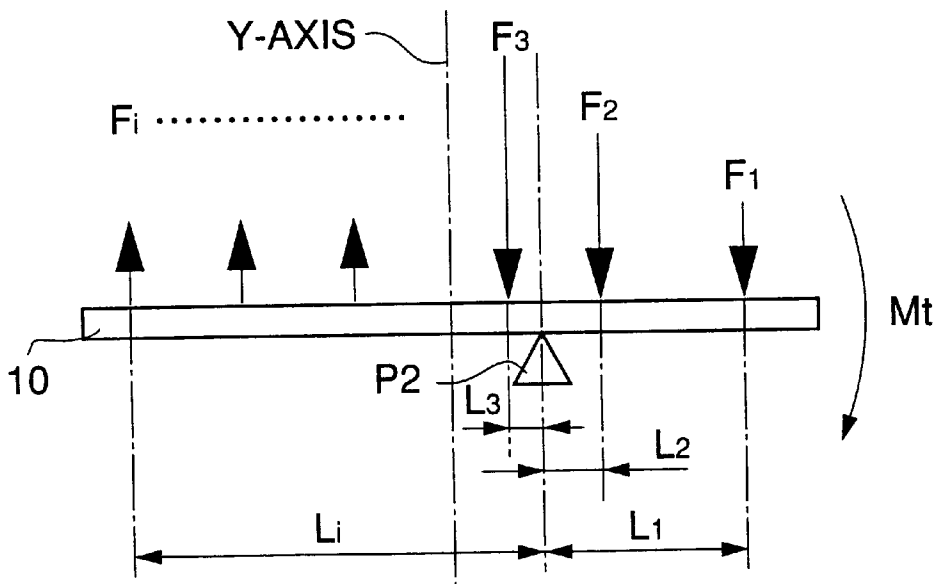 Y-AXIS
F3
Fi ....................
F2
F1
Mt
10
P2
L3
L2
Li
L1